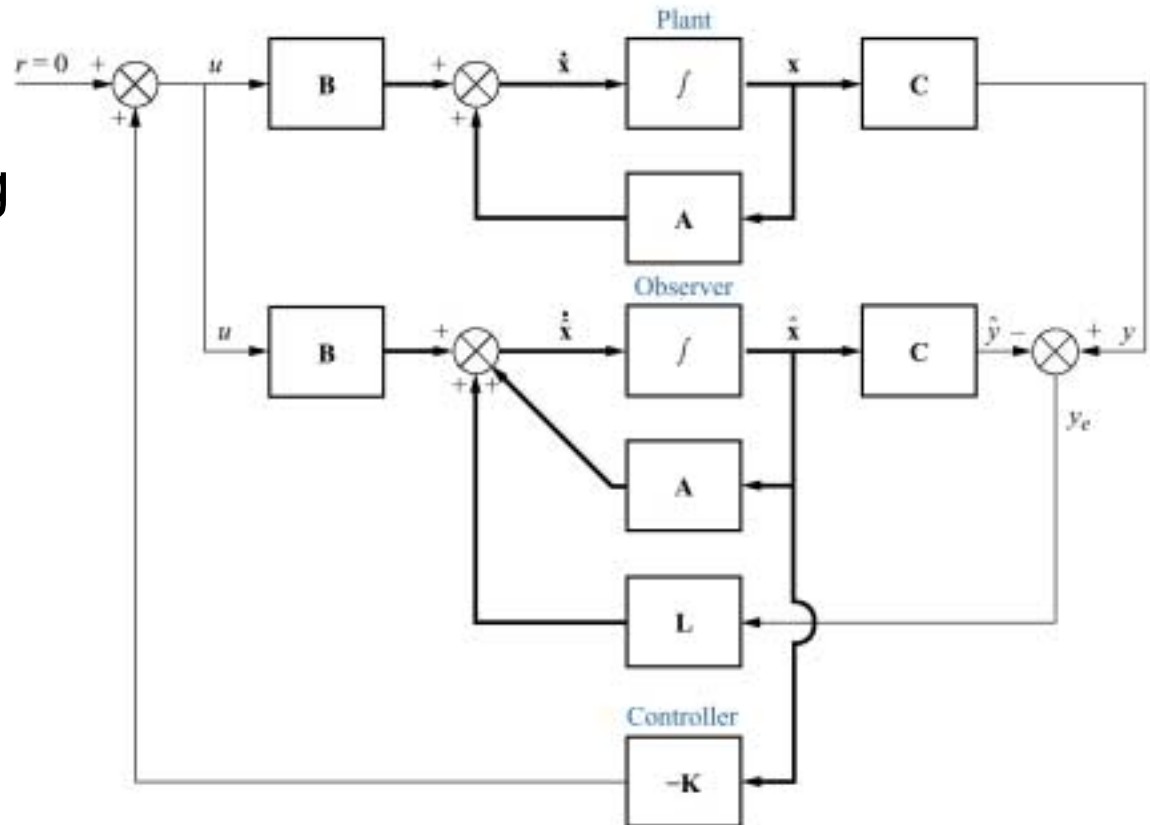 Plant
r = 0 + u B + ẋ ∫ x C
+ +
g
A
Observer
u B + x̂̇ ∫ x̂ C ŷ − + y
+ +
yₑ
A
L
Controller
−K